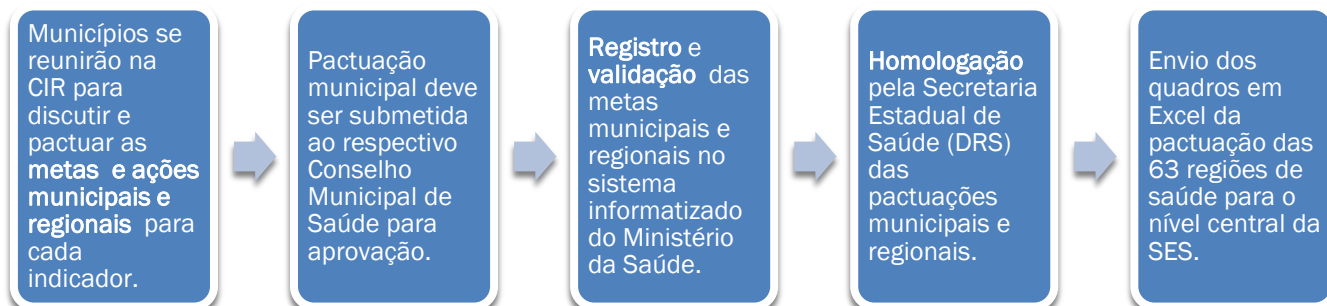 Municípios se
reunirão na
CIR para
discutir e
pactuar as
metas e ações
municipais e
regionais para
cada
indicador.
Pactuação
municipal deve
ser submetida
ao respectivo
Conselho
Municipal de
Saúde para
aprovação.
Registro e
validação das
metas
municipais e
regionais no
sistema
informatizado
do Ministério
da Saúde.
Homologação
pela Secretaria
Estadual de
Saúde (DRS)
das
pactuações
municipais e
regionais.
Envio dos
quadros em
Excel da
pactuação das
63 regiões de
saúde para o
nível central da
SES.